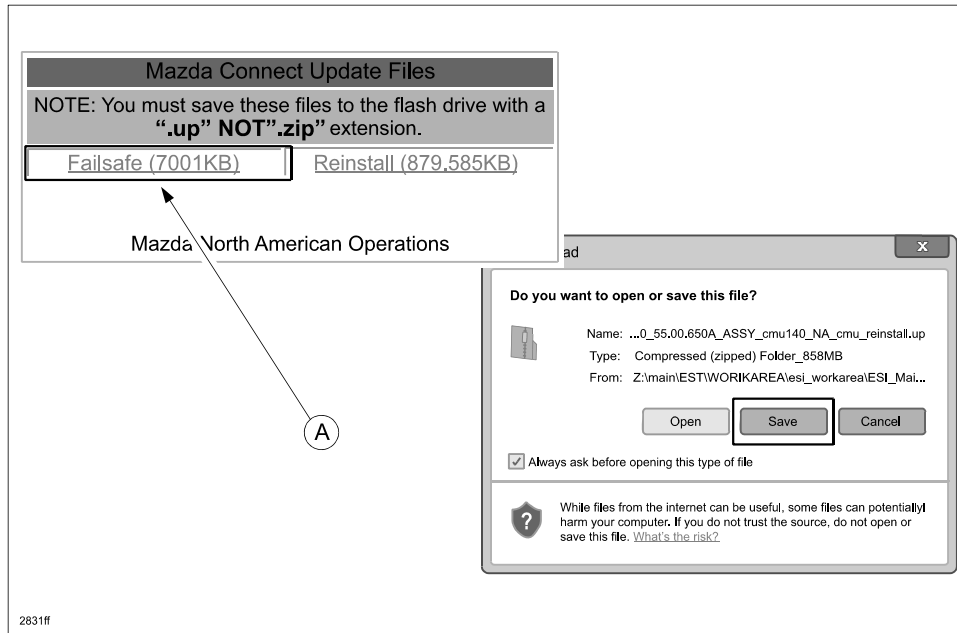 Mazda Connect Update Files
NOTE: You must save these files to the flash drive with a
“.up” NOT”.zip” extension.
Failsafe (7001KB) Reinstall (879,585KB)
Mazda North American Operations
A
ad
x
Do you want to open or save this file?
Name: ...0_55.00.650A_ASSY_cmu140_NA_cmu_reinstall.up
Type: Compressed (zipped) Folder_858MB
From: Z:\main\EST\WORIKAREA\esi_workarea\ESI_Mai...
Open Save Cancel
Always ask before opening this type of file
While files from the internet can be useful, some files can potentiallyl
harm your computer. If you do not trust the source, do not open or
save this file. What's the risk?
2831ff